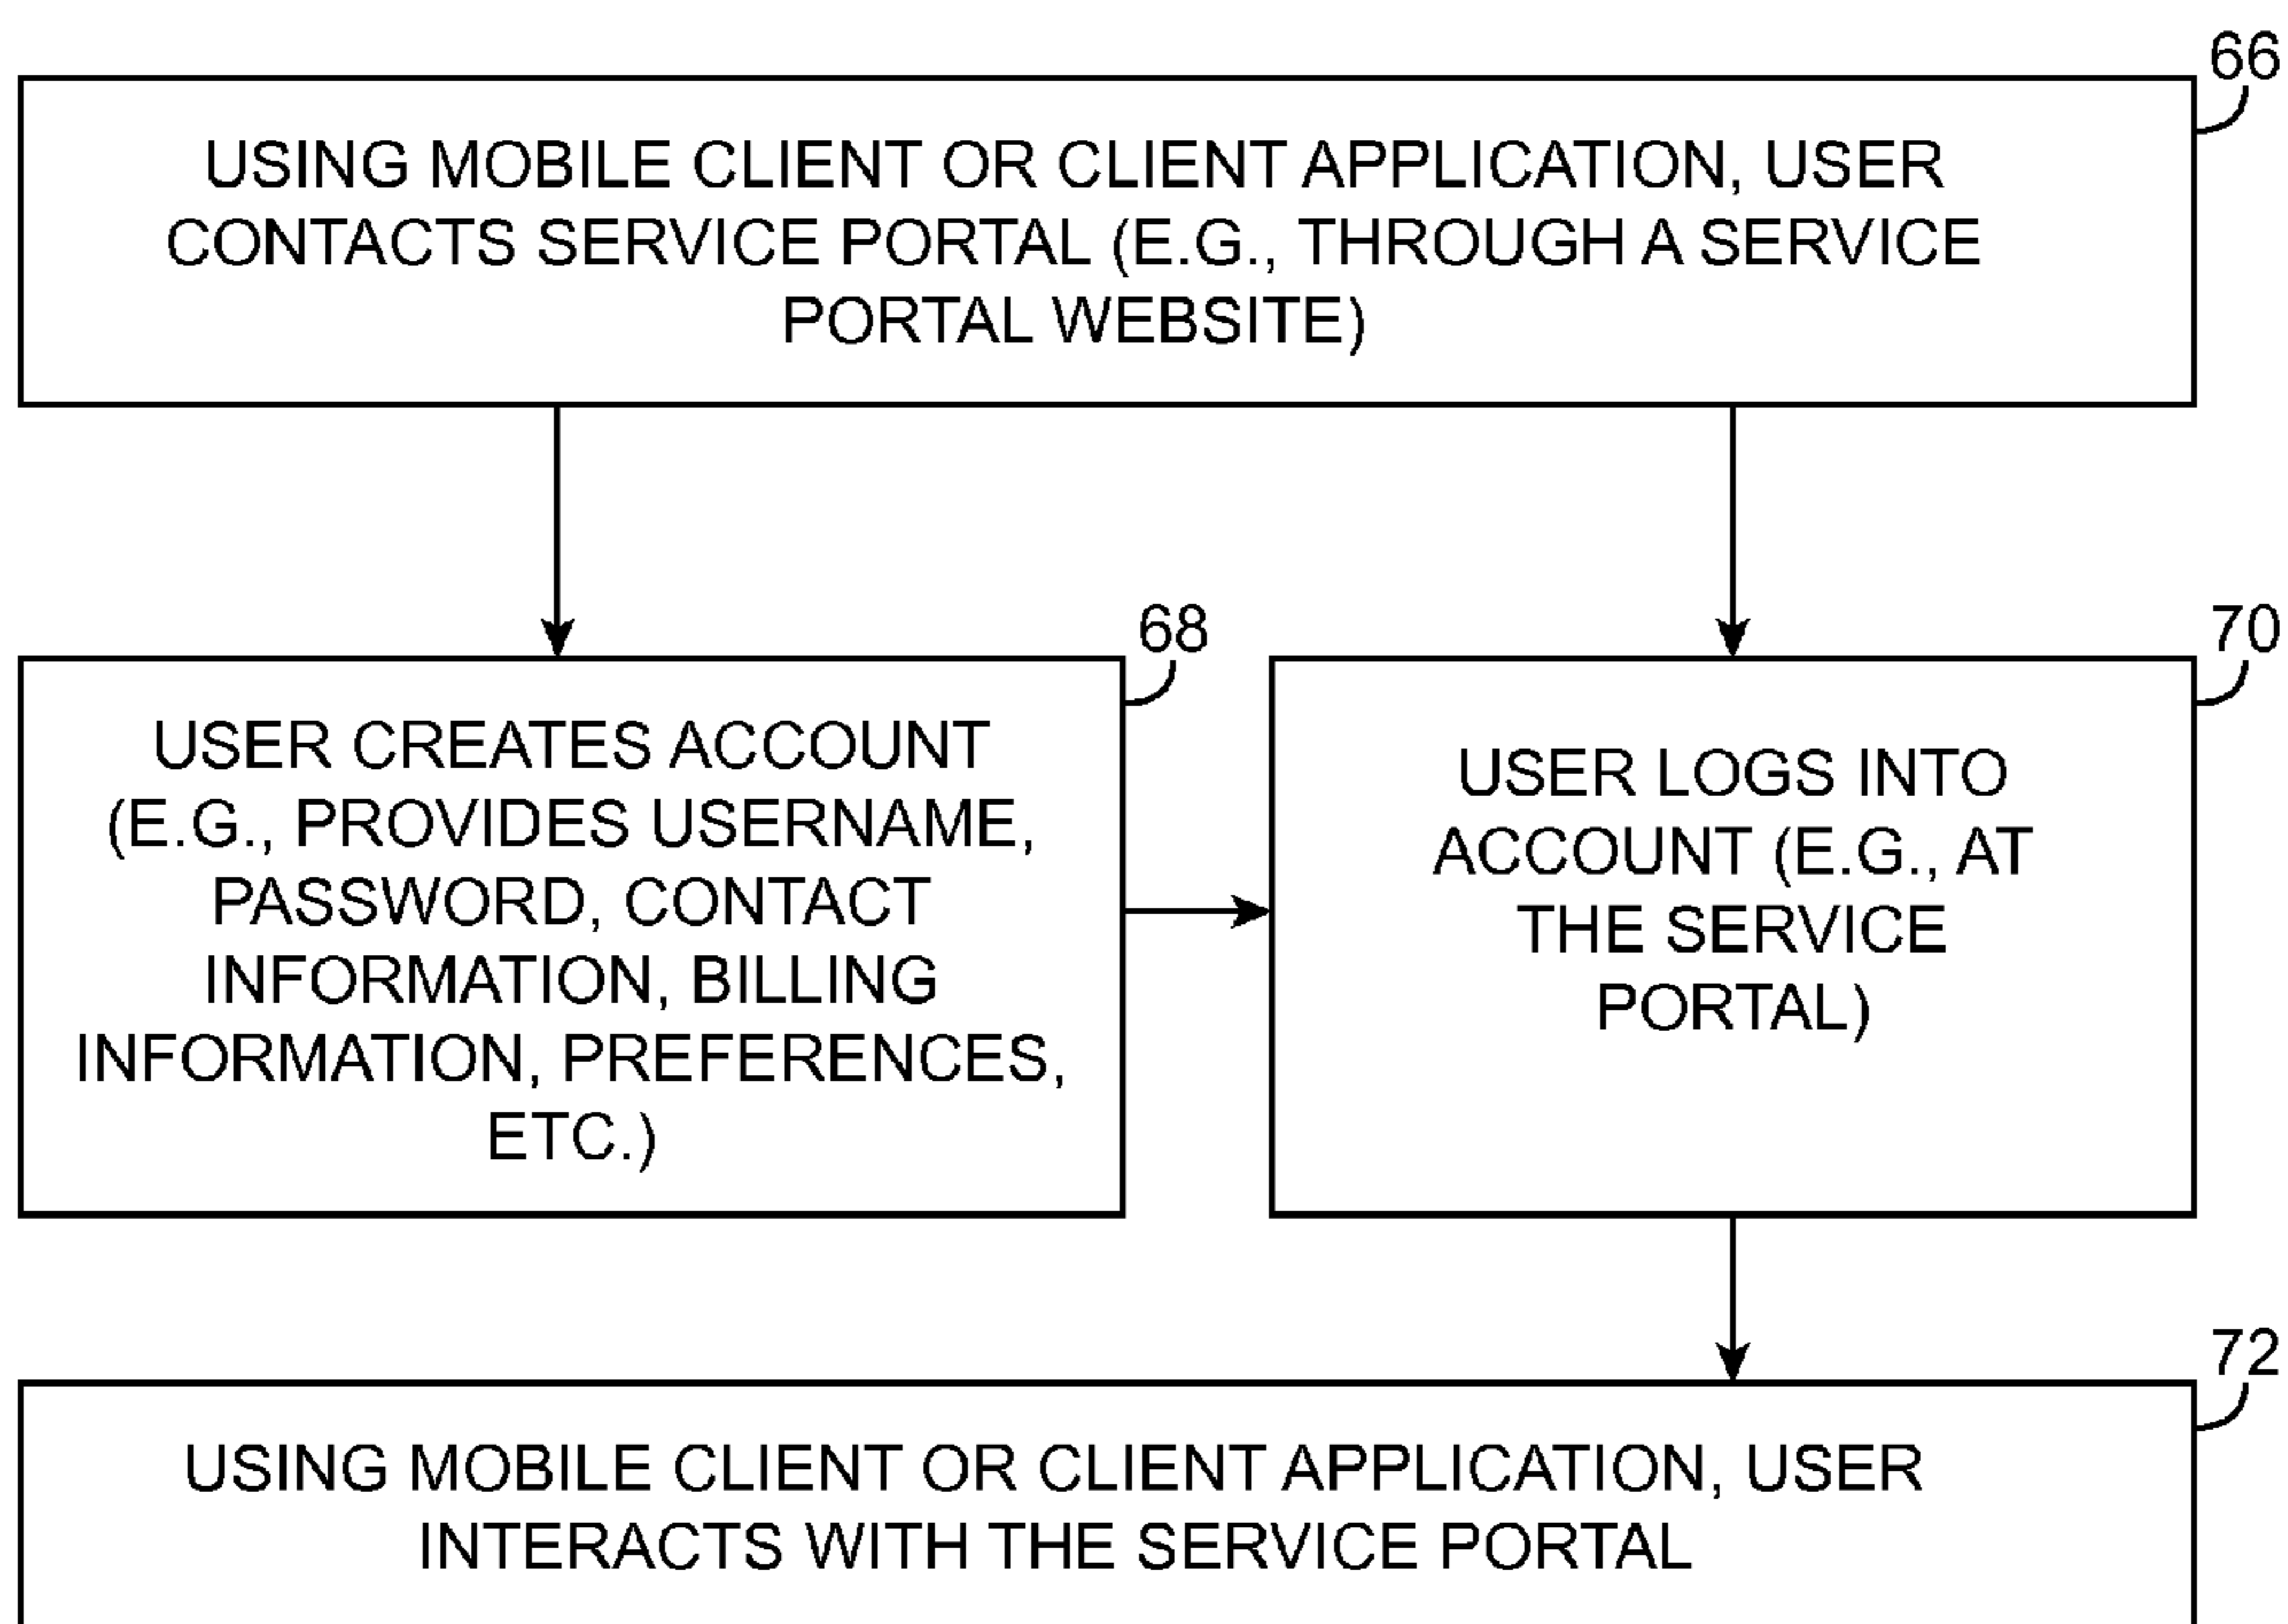 66
USING MOBILE CLIENT OR CLIENT APPLICATION, USER
CONTACTS SERVICE PORTAL (E.G., THROUGH A SERVICE
PORTAL WEBSITE)
68
USER CREATES ACCOUNT
(E.G., PROVIDES USERNAME,
PASSWORD, CONTACT
INFORMATION, BILLING
INFORMATION, PREFERENCES,
ETC.)
70
USER LOGS INTO
ACCOUNT (E.G., AT
THE SERVICE
PORTAL)
72
USING MOBILE CLIENT OR CLIENT APPLICATION, USER
INTERACTS WITH THE SERVICE PORTAL